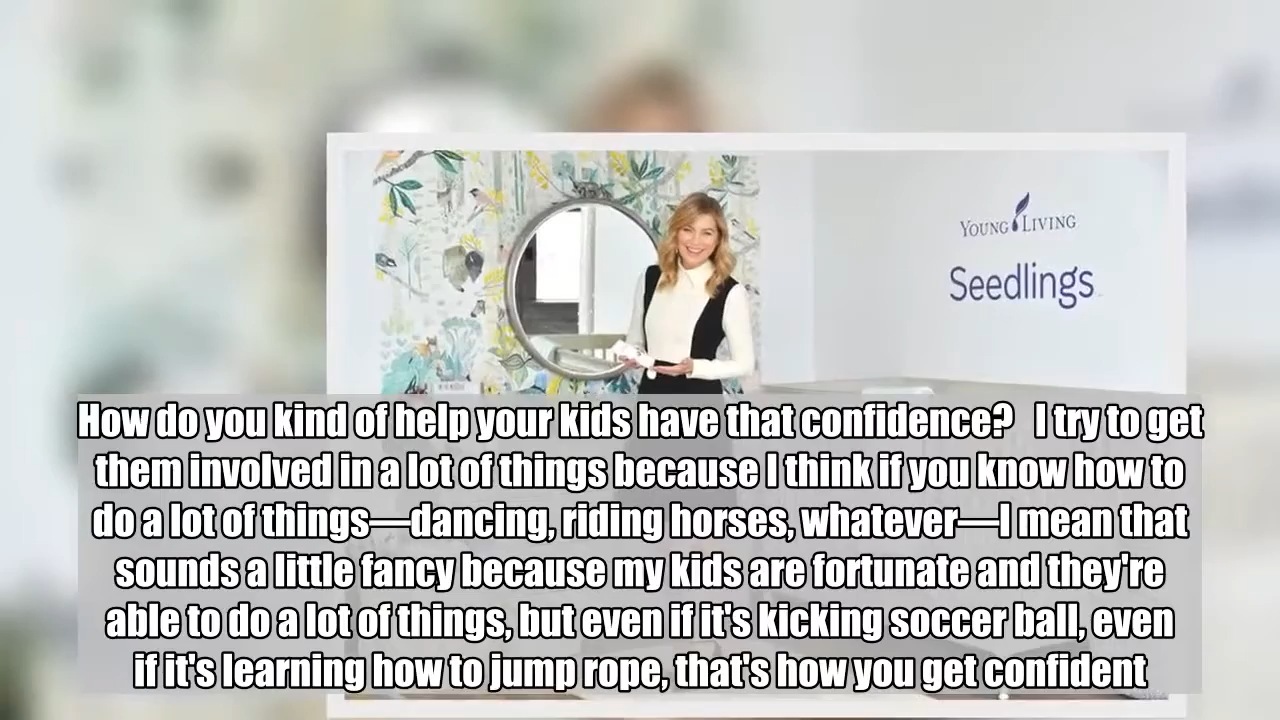 YOUNG LIVING
Seedlings
How do you kind of help your kids have that confidence? I try to get
them involved in a lot of things because I think if you know how to
do a lot of things—dancing, riding horses, whatever—I mean that
sounds a little fancy because my kids are fortunate and they're
able to do a lot of things, but even if it's kicking soccer ball, even
if it's learning how to jump rope, that's how you get confident